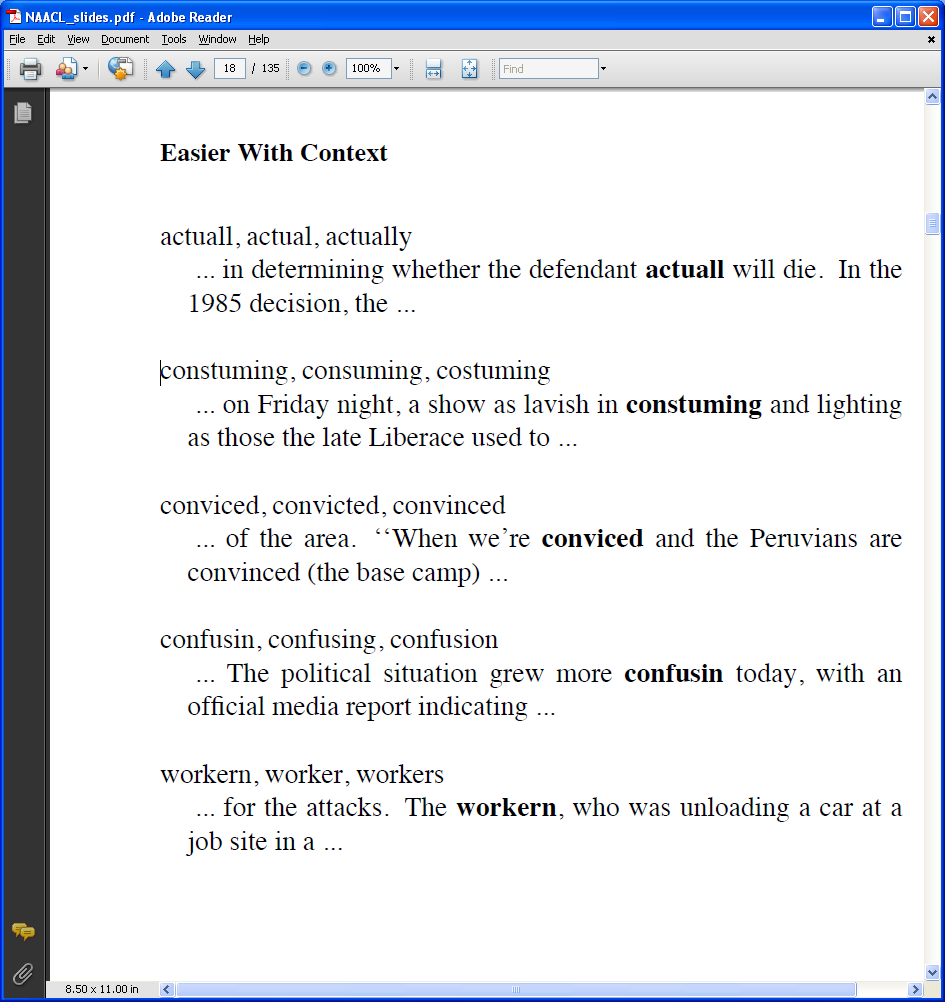 NAACL_slides.pdf - Adobe Reader
File Edit View Document Tools Window Help
18 / 135 100% Find
Easier With Context
actuall, actual, actually
... in determining whether the defendant actuall will die. In the
1985 decision, the ...
constuming, consuming, costuming
... on Friday night, a show as lavish in constuming and lighting
as those the late Liberace used to ...
conviced, convicted, convinced
... of the area. ‘‘When we’re conviced and the Peruvians are
convinced (the base camp) ...
confusin, confusing, confusion
... The political situation grew more confusin today, with an
official media report indicating ...
workern, worker, workers
... for the attacks. The workern, who was unloading a car at a
job site in a ...
8.50 x 11.00 in